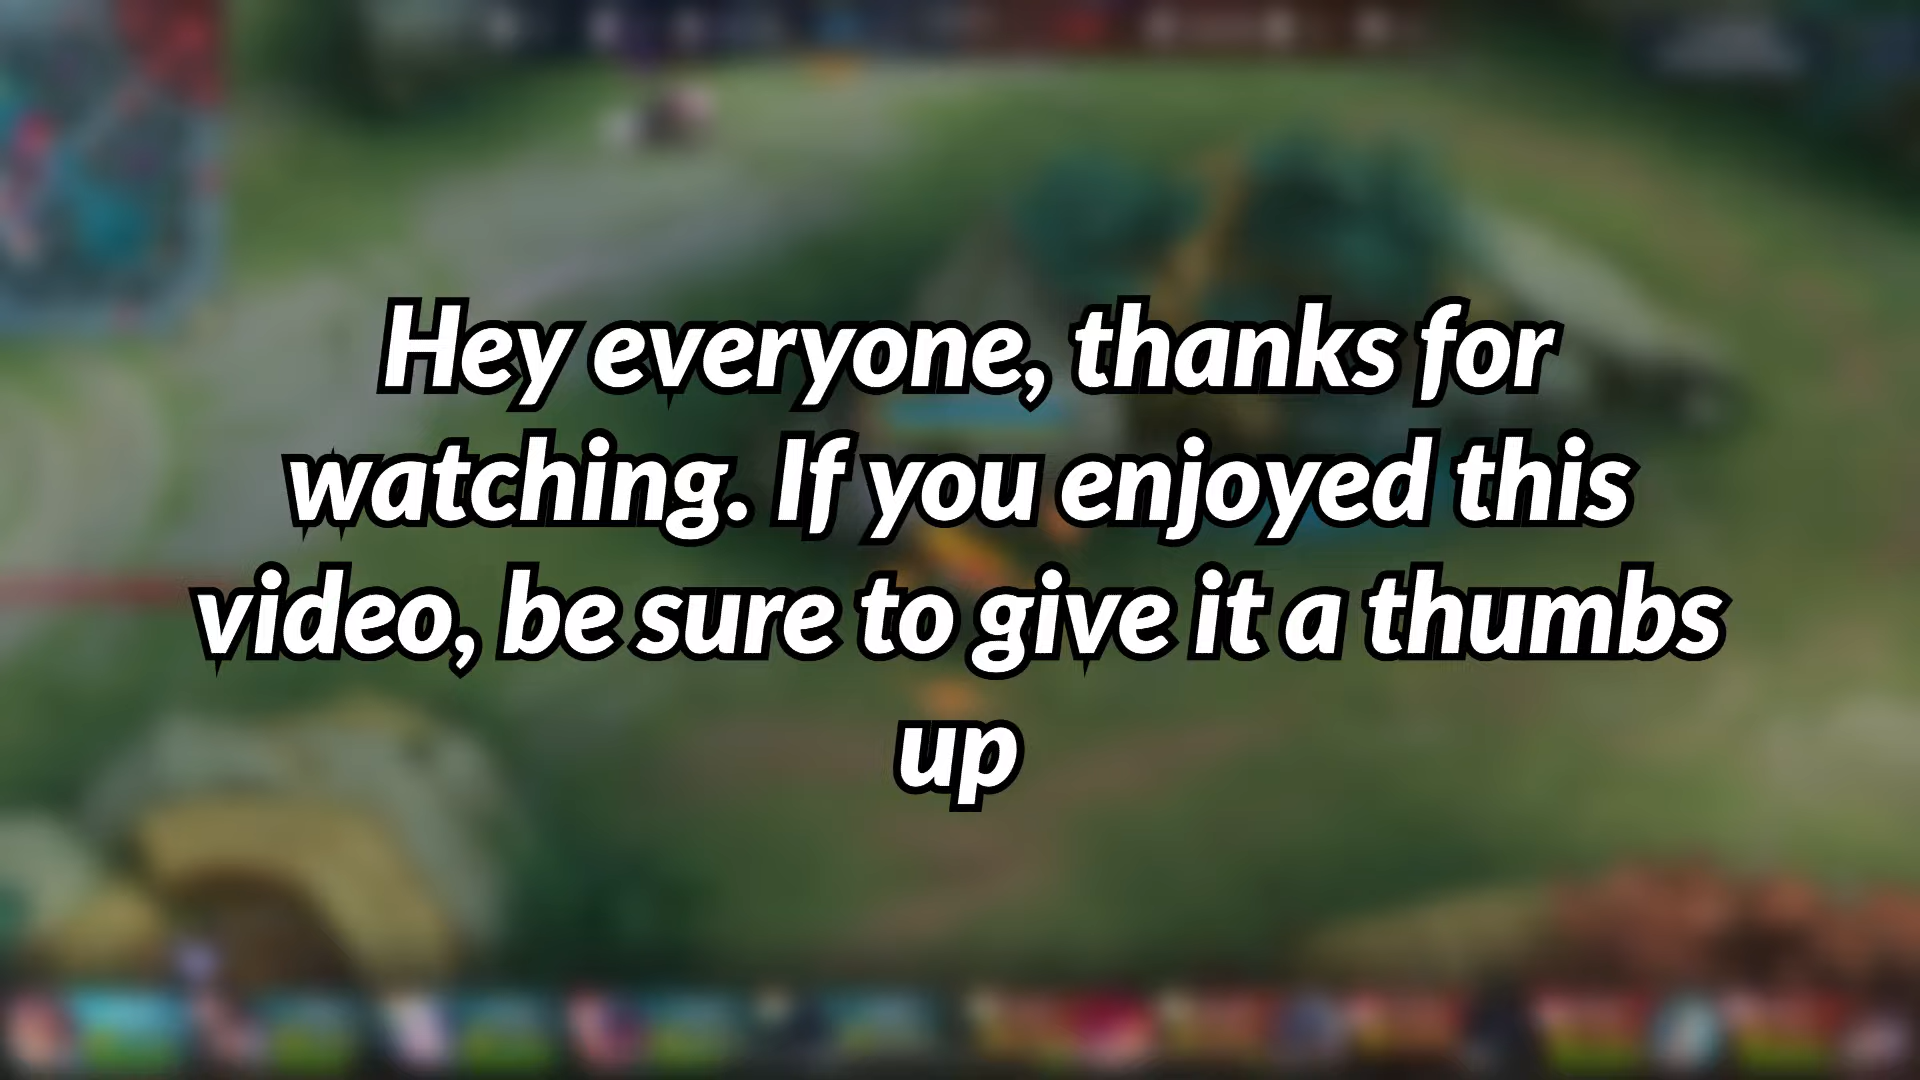 Hey everyone, thanks for
watching. If you enjoyed this
video, be sure to give it a thumbs
up